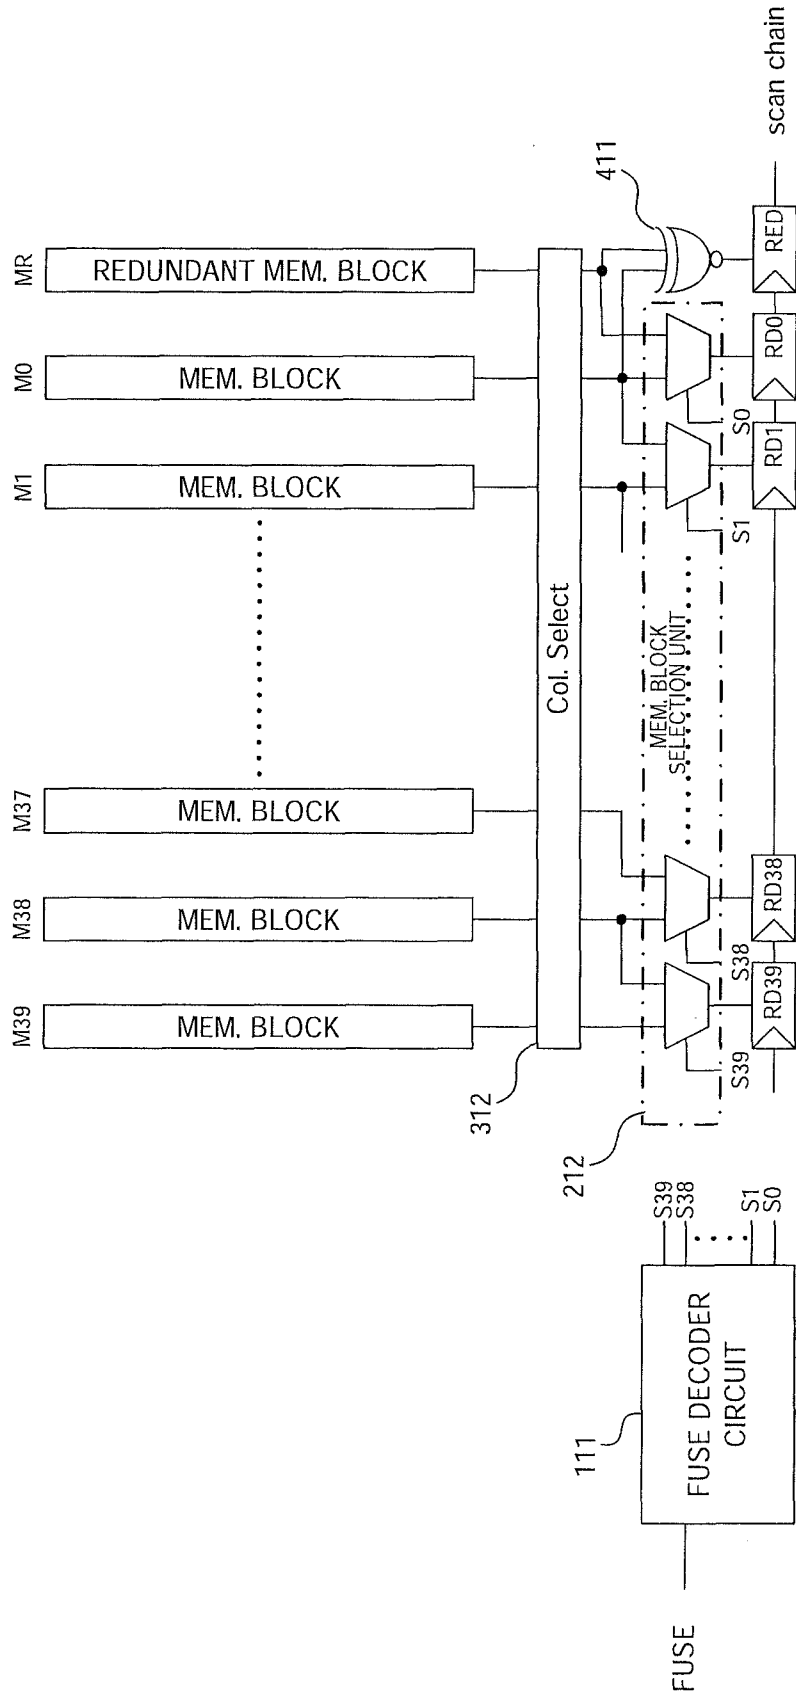 MR
REDUNDANT MEM. BLOCK
M0
MEM. BLOCK
M1
MEM. BLOCK
M37
MEM. BLOCK
M38
MEM. BLOCK
M39
MEM. BLOCK
Col. Select
312
411
MEM. BLOCK
SELECTION UNIT
S0
S1
S38
S39
212
RED
RD0
RD1
RD38
RD39
scan chain
S39
S38
S1
S0
FUSE DECODER
CIRCUIT
111
FUSE